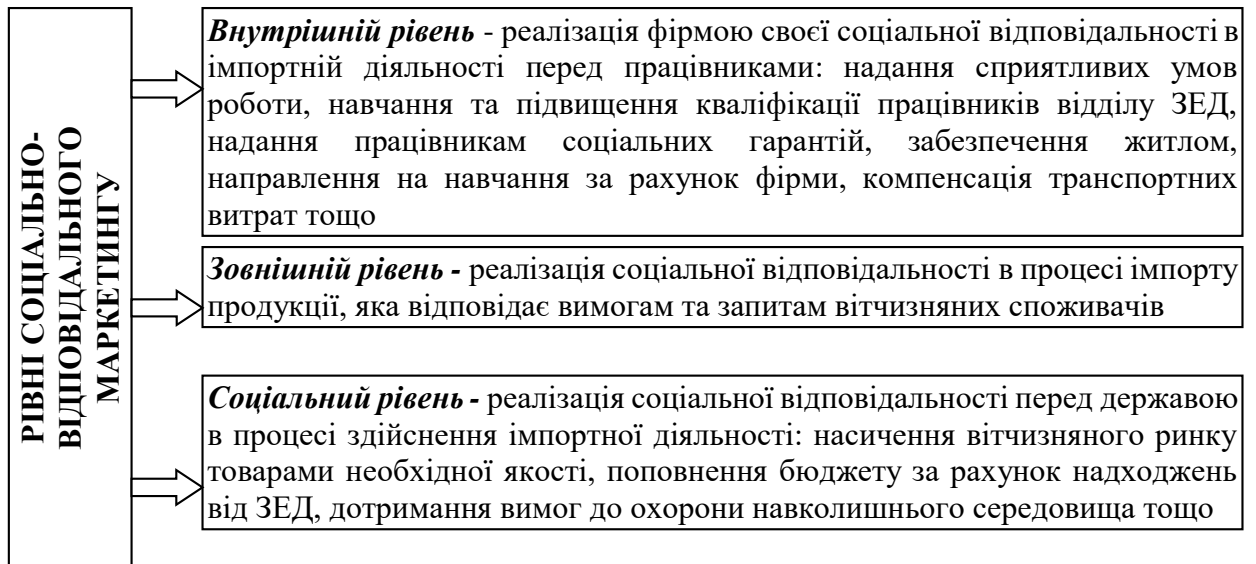 РІВНІ СОЦІАЛЬНО-
ВІДПОВІДАЛЬНОГО
МАРКЕТИНГУ
Внутрішній рівень - реалізація фірмою своєї соціальної відповідальності в
імпортній діяльності перед працівниками: надання сприятливих умов
роботи, навчання та підвищення кваліфікації працівників відділу ЗЕД,
надання працівникам соціальних гарантій, забезпечення житлом,
направлення на навчання за рахунок фірми, компенсація транспортних
витрат тощо
Зовнішній рівень - реалізація соціальної відповідальності в процесі імпорту
продукції, яка відповідає вимогам та запитам вітчизняних споживачів
Соціальний рівень - реалізація соціальної відповідальності перед державою
в процесі здійснення імпортної діяльності: насичення вітчизняного ринку
товарами необхідної якості, поповнення бюджету за рахунок надходжень
від ЗЕД, дотримання вимог до охорони навколишнього середовища тощо